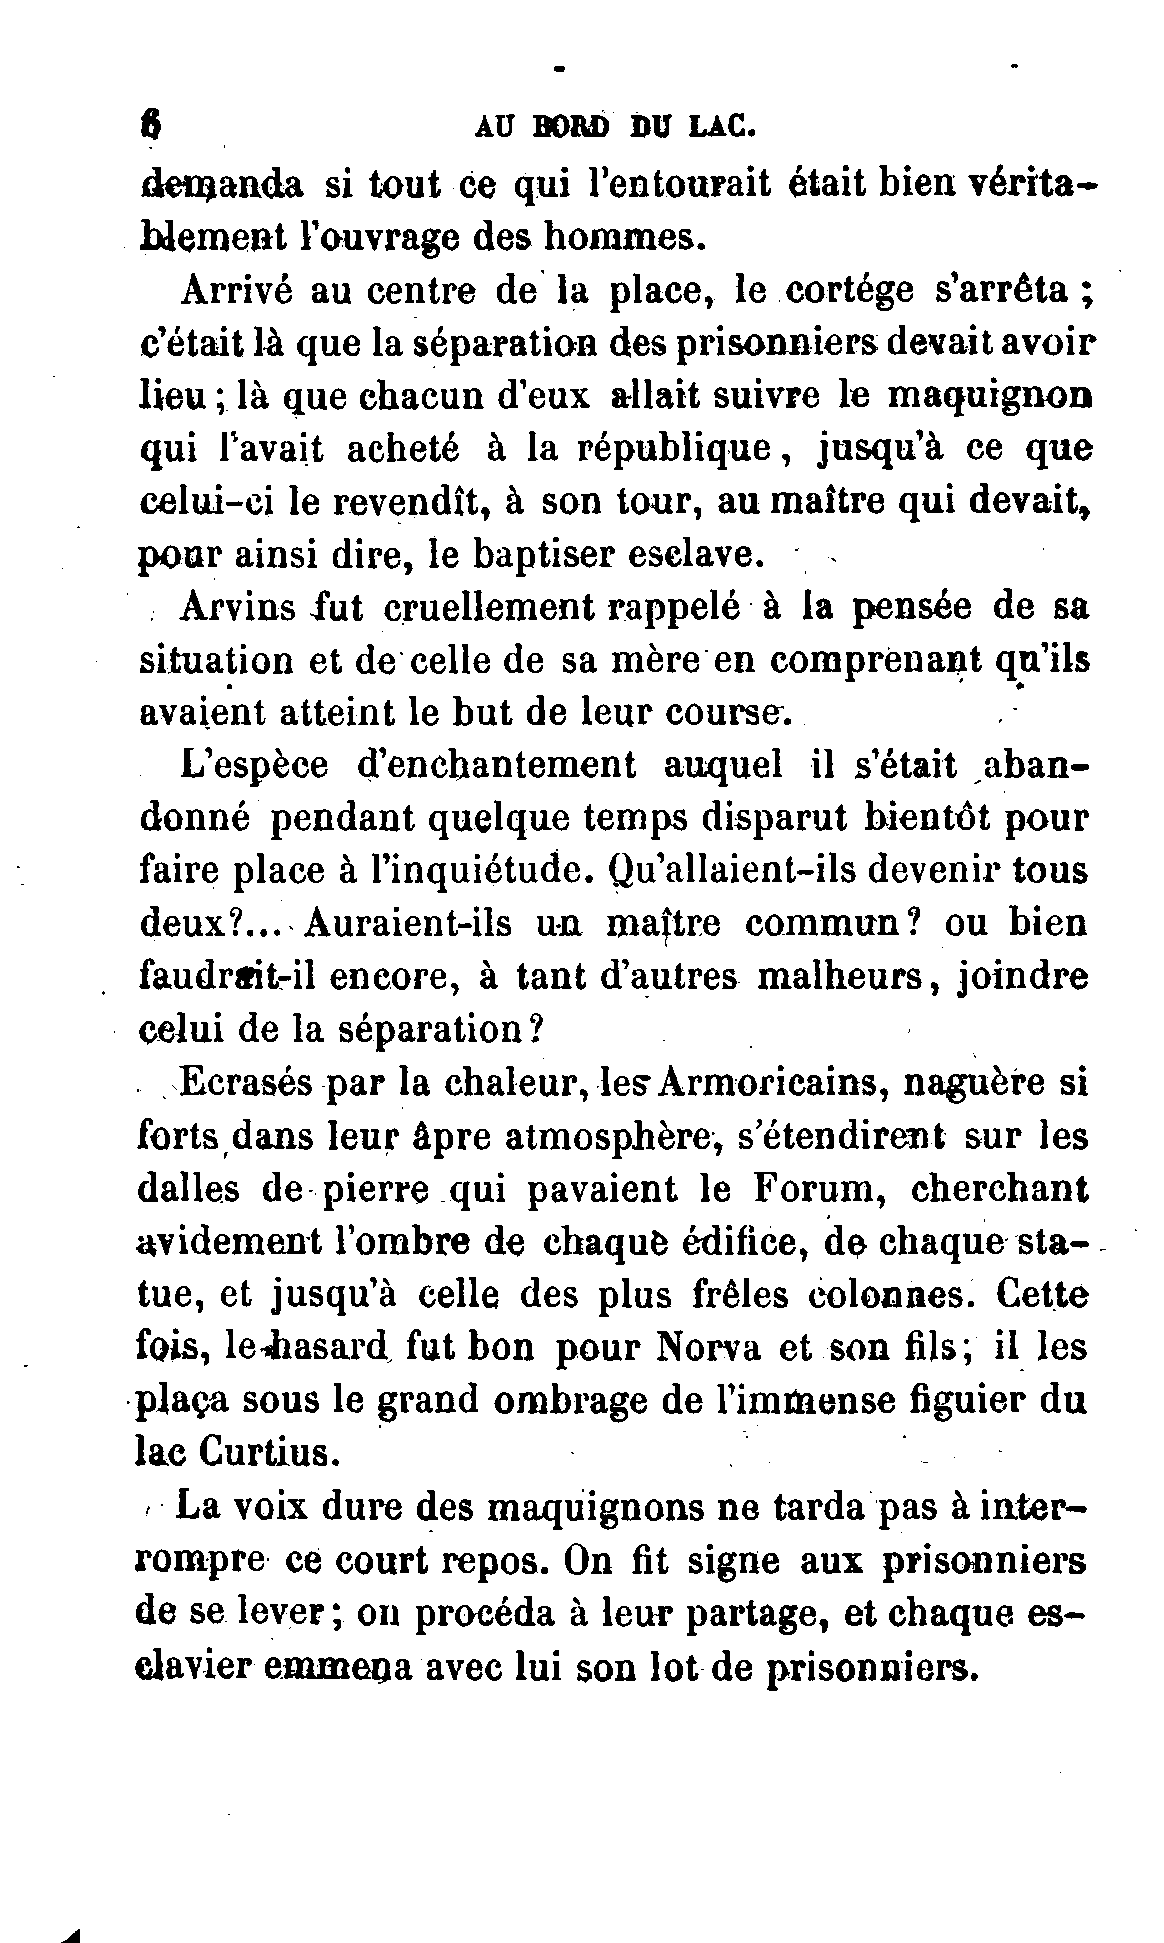 6 AU BORD DU LAC.
demanda si tout ce qui l'entourait était bien vérita-
blement l'ouvrage des hommes.
Arrivé au centre de la place, le cortége s'arrêta ;
c'était là que la séparation des prisonniers devait avoir
lieu ; là que chacun d'eux allait suivre le maquignon
qui l'avait acheté à la république, jusqu'à ce que
celui-ci le revendît, à son tour, au maître qui devait,
pour ainsi dire, le baptiser esclave.
Arvins fut cruellement rappelé à la pensée de sa
situation et de celle de sa mère en comprenant qu'ils
avaient atteint le but de leur course.
L'espèce d'enchantement auquel il s'était aban-
donné pendant quelque temps disparut bientôt pour
faire place à l'inquiétude. Qu'allaient-ils devenir tous
deux?... Auraient-ils un maître commun? ou bien
faudrait-il encore, à tant d'autres malheurs, joindre
celui de la séparation?
Ecrasés par la chaleur, les Armoricains, naguère si
forts dans leur âpre atmosphère, s'étendirent sur les
dalles de pierre qui pavaient le Forum, cherchant
avidement l'ombre de chaque édifice, de chaque sta-
tue, et jusqu'à celle des plus frêles colonnes. Cette
fois, le hasard fut bon pour Norva et son fils; il les
plaça sous le grand ombrage de l'immense figuier du
lac Curtius.
La voix dure des maquignons ne tarda pas à inter-
rompre ce court repos. On fit signe aux prisonniers
de se lever; on procéda à leur partage, et chaque es-
clavier emmena avec lui son lot de prisonniers.